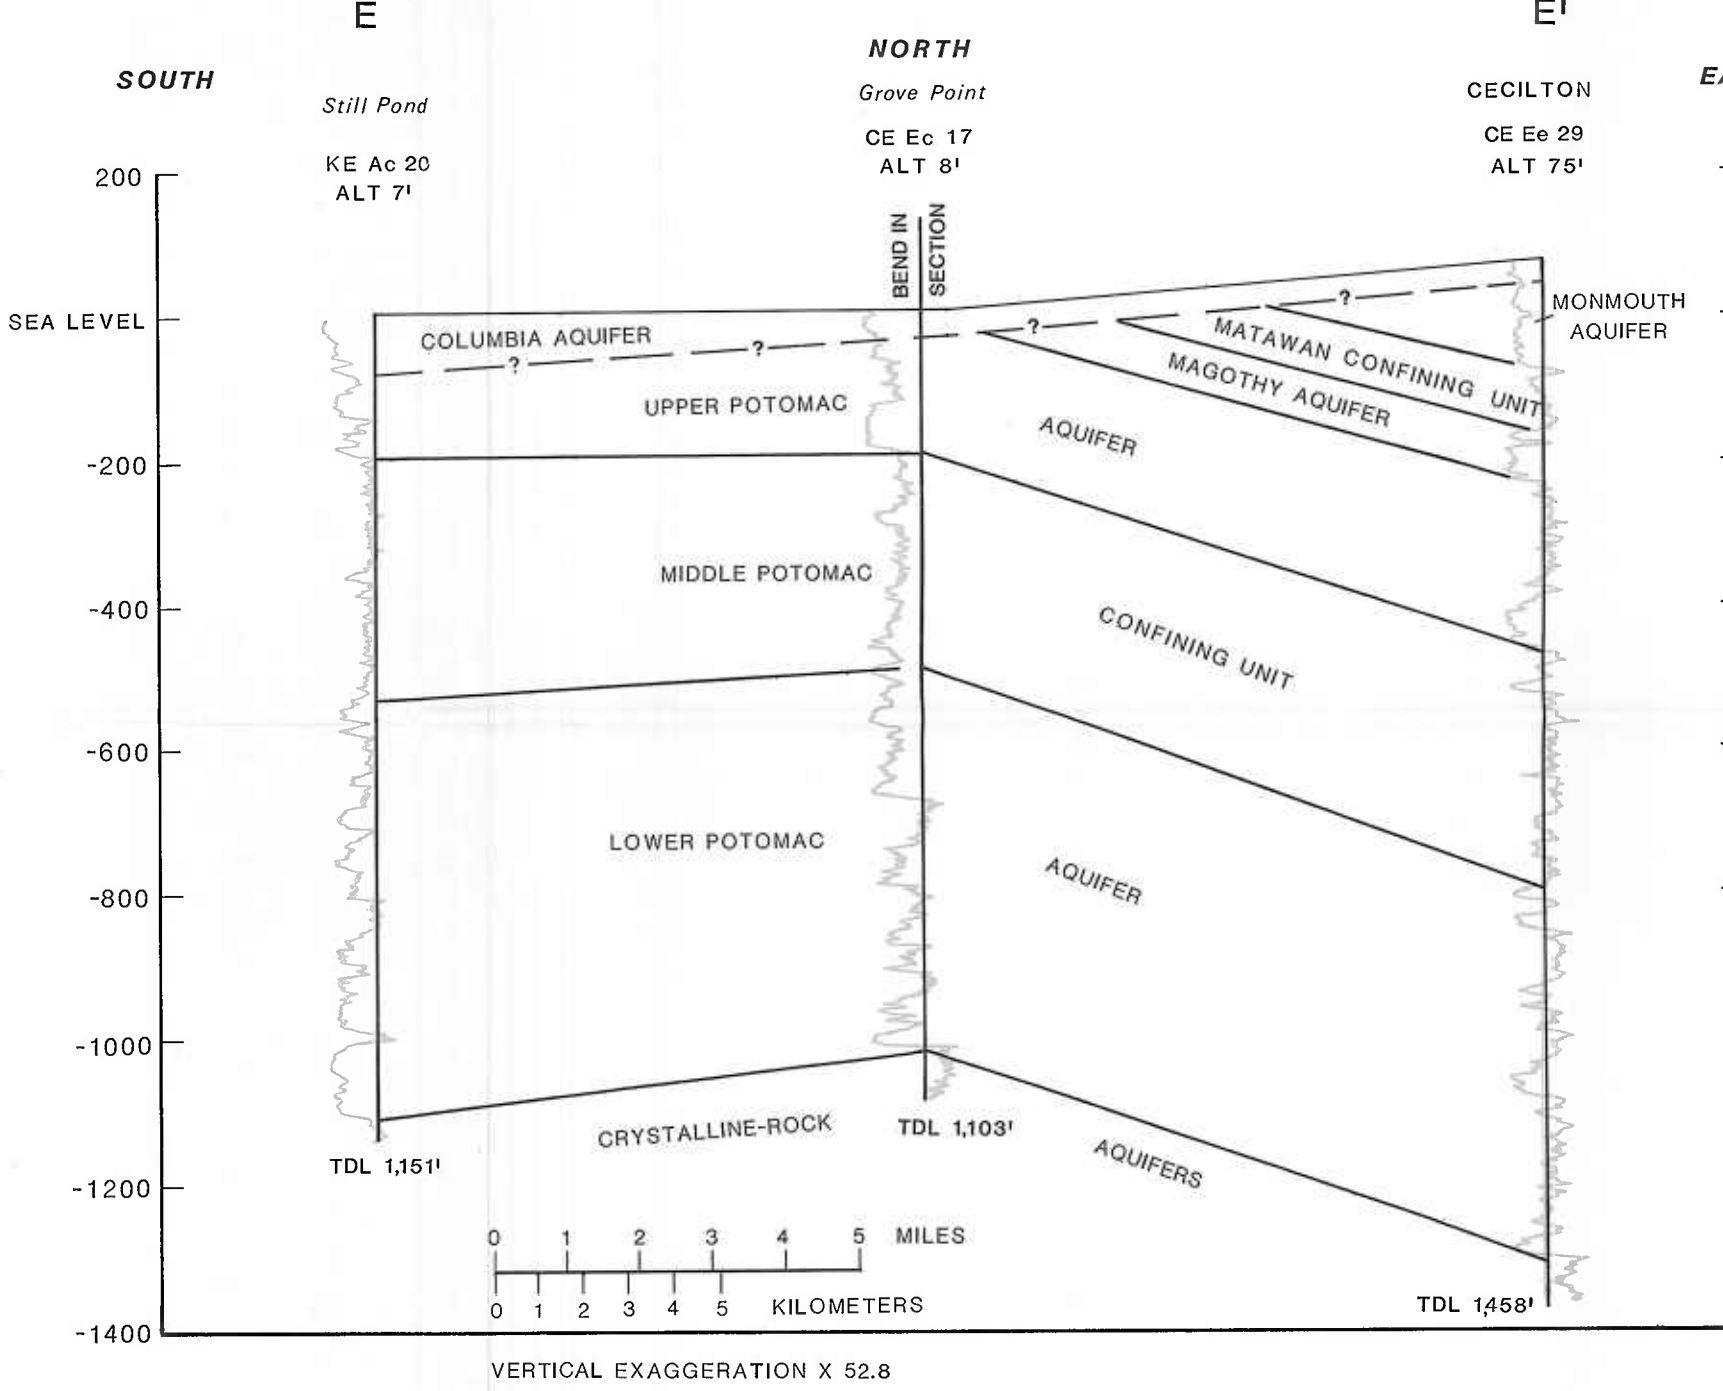 E
E'
SOUTH
NORTH
EA
Still Pond
Grove Point
CECILTON
KE Ac 20
ALT 7'
CE Ec 17
ALT 8'
CE Ee 29
ALT 75'
BEND IN
SECTION
200
SEA LEVEL
-200
-400
-600
-800
-1000
-1200
-1400
COLUMBIA AQUIFER
?
?
?
?
MONMOUTH
AQUIFER
MATAWAN CONFINING UNIT
MAGOTHY AQUIFER
UPPER POTOMAC
AQUIFER
MIDDLE POTOMAC
CONFINING UNIT
LOWER POTOMAC
AQUIFER
CRYSTALLINE-ROCK
AQUIFERS
TDL 1,151'
TDL 1,103'
TDL 1,458'
0 1 2 3 4 5 MILES
0 1 2 3 4 5 KILOMETERS
VERTICAL EXAGGERATION X 52.8